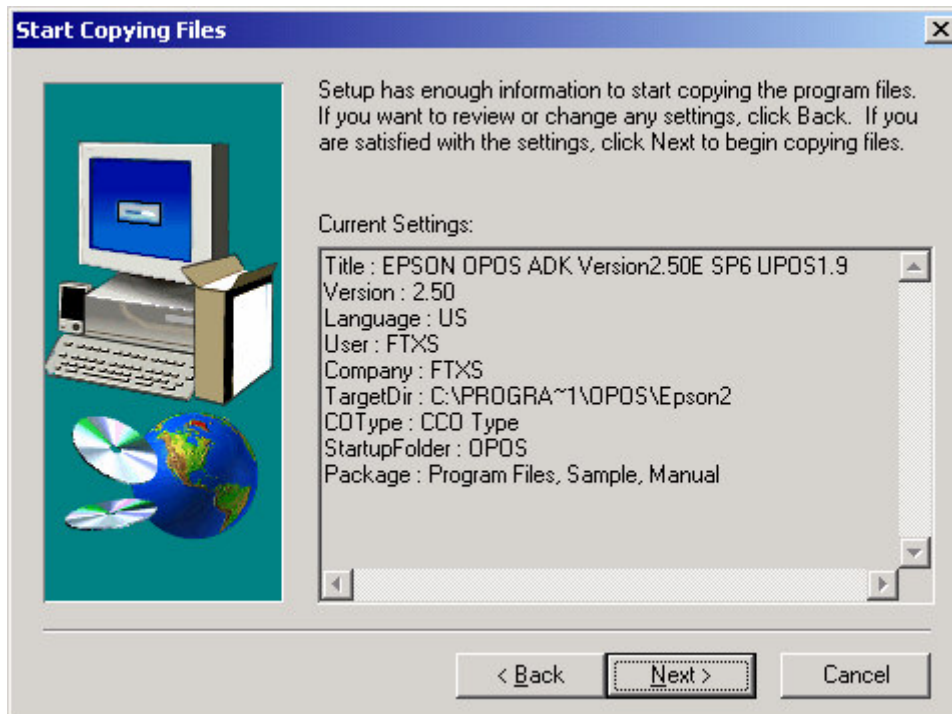 Start Copying Files
Setup has enough information to start copying the program files.
If you want to review or change any settings, click Back.  If you
are satisfied with the settings, click Next to begin copying files.
Current Settings:
Title : EPSON OPOS ADK Version2.50E SP6 UPOS1.9
Version : 2.50
Language : US
User : FTXS
Company : FTXS
TargetDir : C:\PROGRA~1\OPOS\Epson2
COType : CCO Type
StartupFolder : OPOS
Package : Program Files, Sample, Manual
< Back
Next >
Cancel